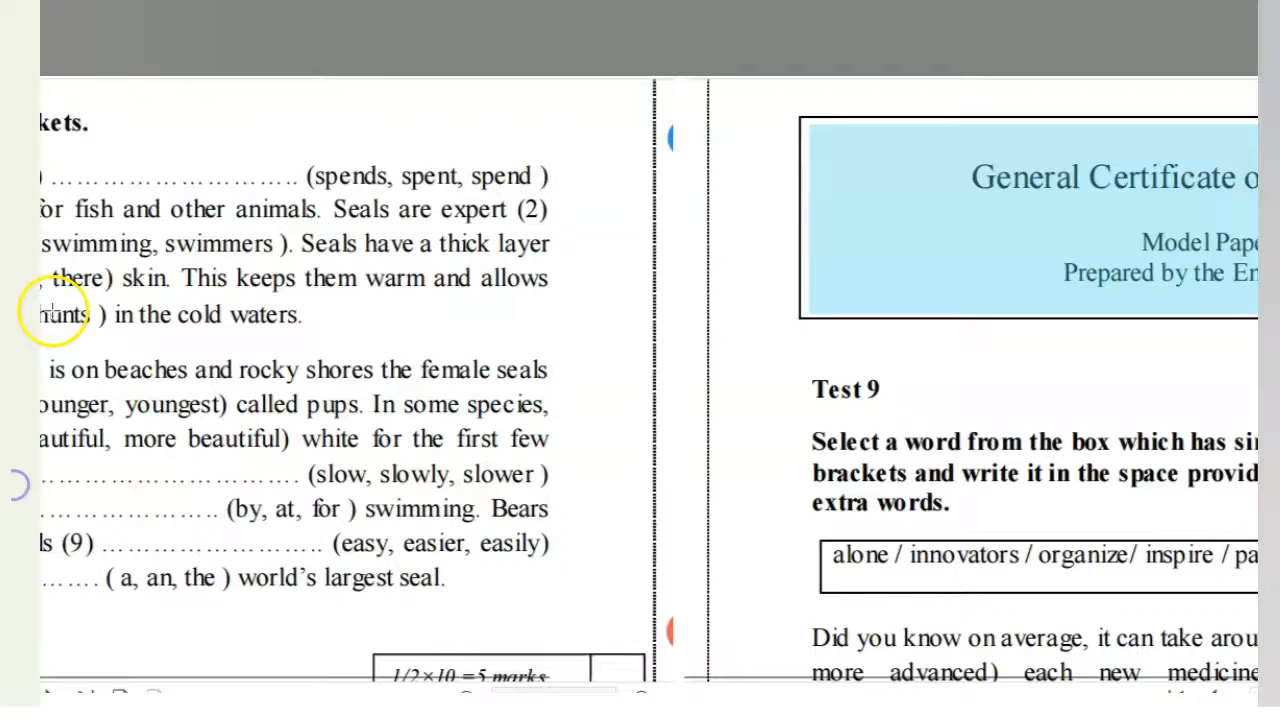 kets.
) ………………………….. (spends, spent, spend )
for fish and other animals. Seals are expert (2)
swimming, swimmers ). Seals have a thick layer
, there) skin. This keeps them warm and allows
hunts ) in the cold waters.
is on beaches and rocky shores the female seals
ounger, youngest) called pups. In some species,
autiful, more beautiful) white for the first few
………………………. (slow, slowly, slower )
………………….. (by, at, for ) swimming. Bears
ls (9) …………………….. (easy, easier, easily)
……. ( a, an, the ) world’s largest seal.
1/2×10 =5 marks
General Certificate o
Model Pape
Prepared by the En
Test 9
Select a word from the box which has si
brackets and write it in the space provid
extra words.
alone / innovators / organize/ inspire / pa
Did you know on average, it can take arou
more advanced) each new medicine